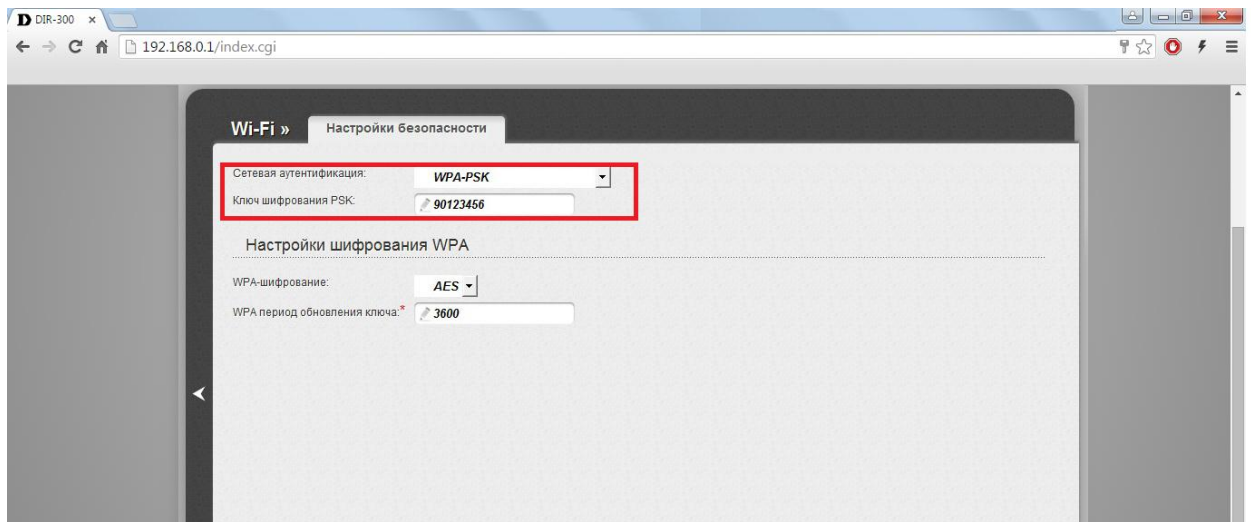 DIR-300
192.168.0.1/index.cgi
Wi-Fi »
Настройки безопасности
Сетевая аутентификация:
WPA-PSK
Ключ шифрования PSK:
90123456
Настройки шифрования WPA
WPA-шифрование:
AES
WPA период обновления ключа:*
3600